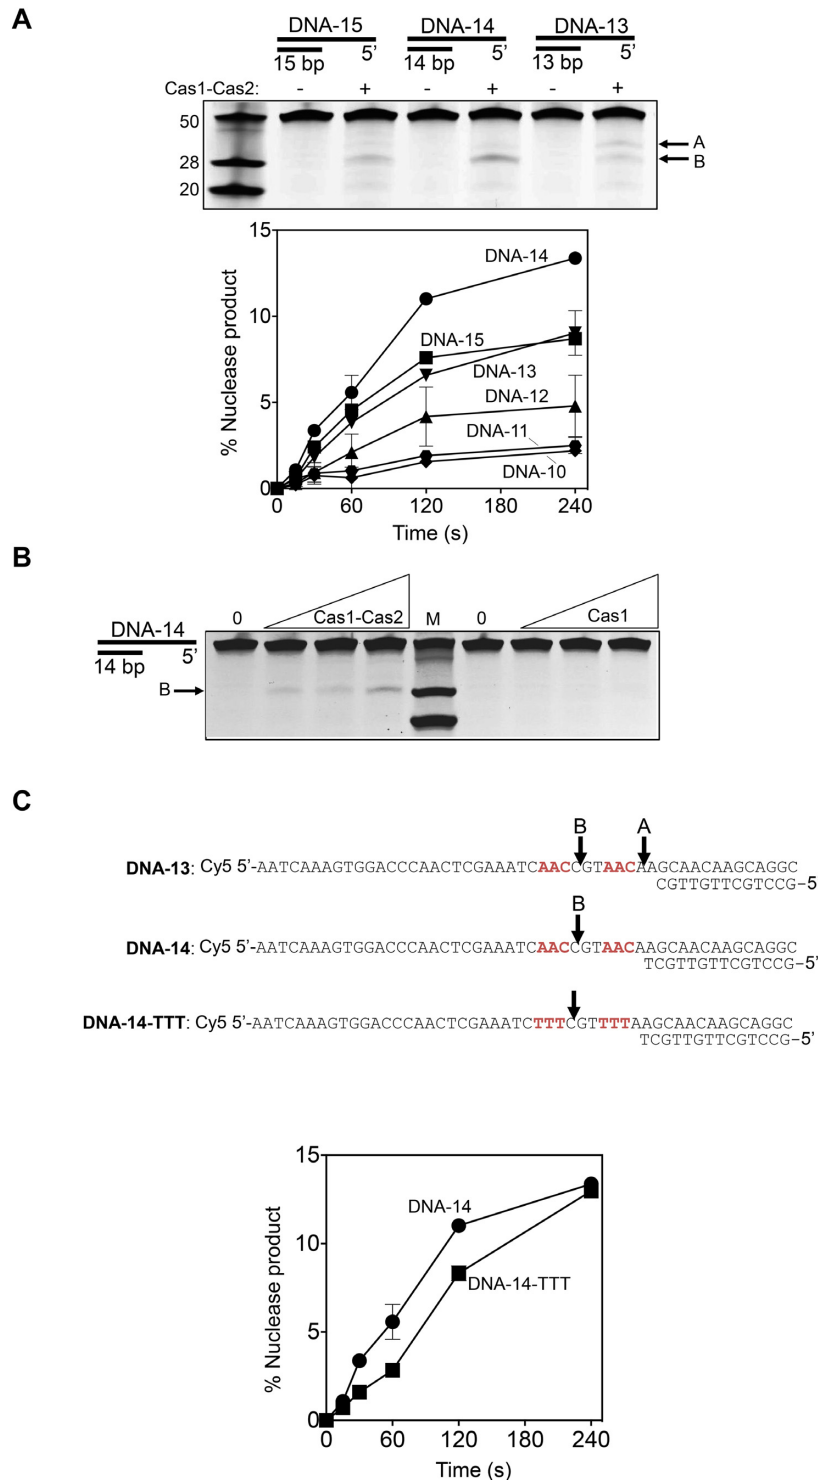 A
DNA-15 DNA-14 DNA-13
5’ 5’ 5’
15 bp 14 bp 13 bp
Cas1-Cas2: - + - + - +
50
A
28 B
20
15
DNA-14
10
DNA-15
DNA-13
% Nuclease product
DNA-12
5
DNA-11
DNA-10
0
0 60 120 180 240
Time (s)
B
0 Cas1-Cas2 M 0 Cas1
DNA-14
14 bp 5’
B
C
B A
DNA-13: Cy5 5’-AATCAAAGTGGACCCAACTCGAAATCAACCGTAACAAGCAACAAGCAGGC
CGTTGTTCGTCCG–5
B
DNA-14: Cy5 5’-AATCAAAGTGGACCCAACTCGAAATCAACCGTAACAAGCAACAAGCAGGC
TCGTTGTTCGTCCG–5’
DNA-14-TTT: Cy5 5’-AATCAAAGTGGACCCAACTCGAAATCTTTCGTTTTAAGCAACAAGCAGGC
TCGTTGTTCGTCCG–5’
15
DNA-14
10
DNA-14-TTT
% Nuclease product
5
0
0 60 120 180 240
Time (s)